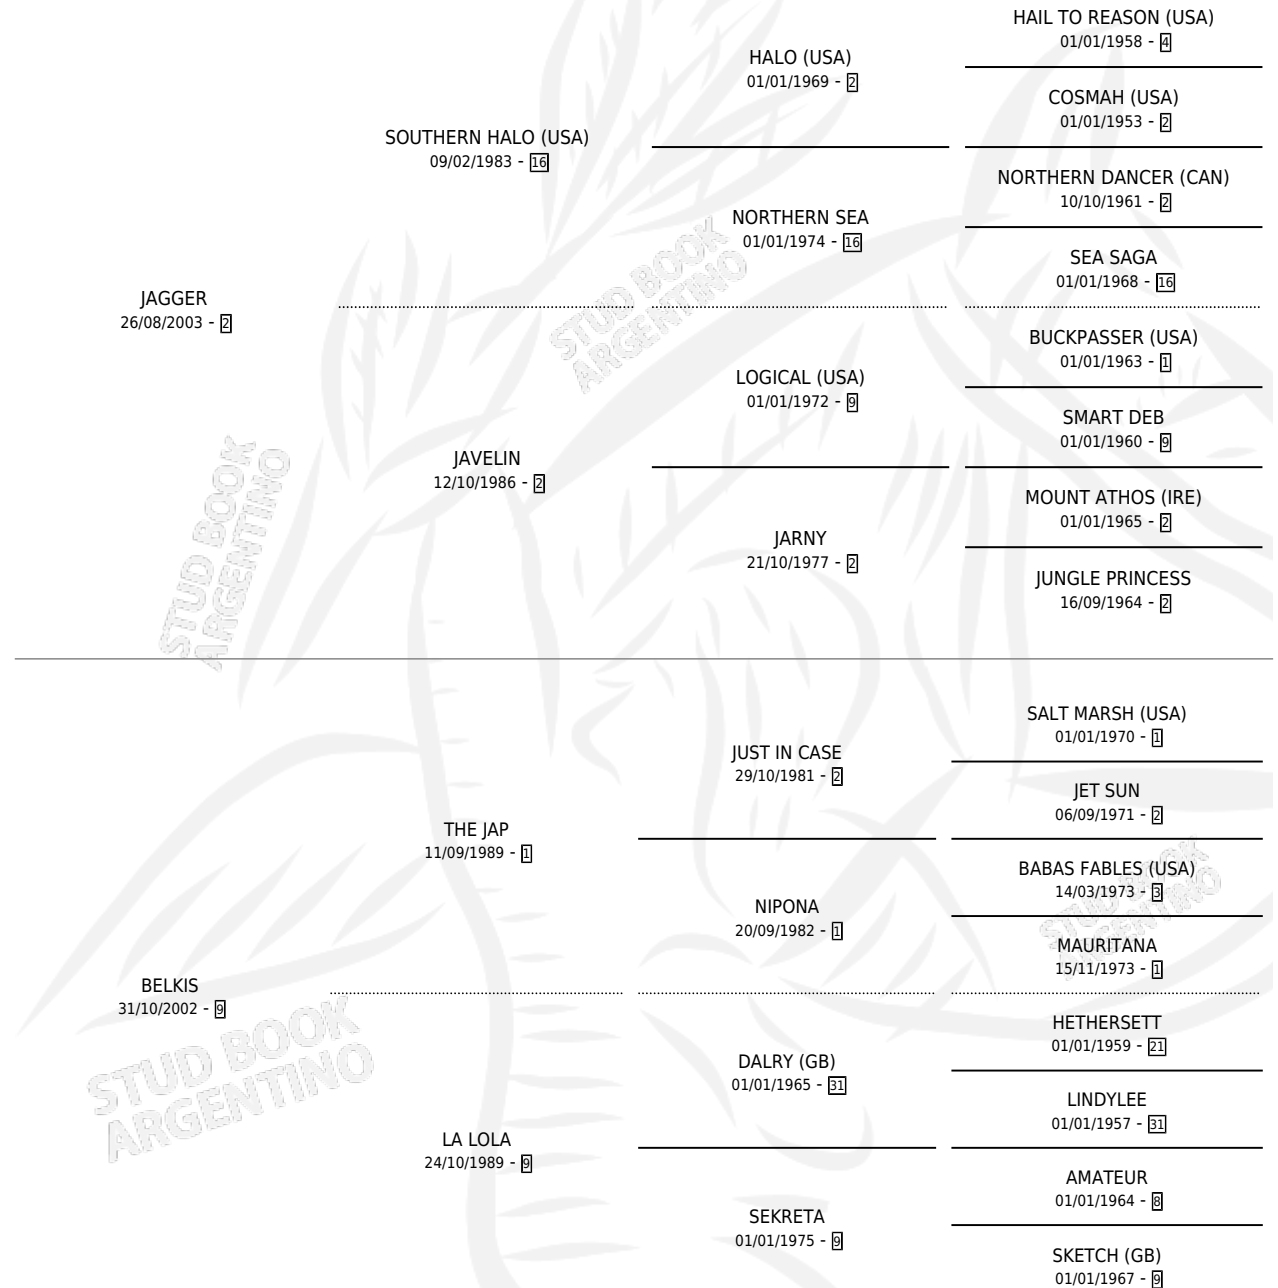 HAIL TO REASON (USA)
01/01/1958 - 4
HALO (USA)
01/01/1969 - 2
COSMAH (USA)
01/01/1953 - 2
SOUTHERN HALO (USA)
09/02/1983 - 16
NORTHERN DANCER (CAN)
10/10/1961 - 2
NORTHERN SEA
01/01/1974 - 16
SEA SAGA
01/01/1968 - 16
STUD BOOK
ARGENTINO
JAGGER
26/08/2003 - 2
BUCKPASSER (USA)
01/01/1963 - 1
LOGICAL (USA)
01/01/1972 - 9
SMART DEB
01/01/1960 - 9
JAVELIN
12/10/1986 - 2
MOUNT ATHOS (IRE)
01/01/1965 - 2
JARNY
21/10/1977 - 2
JUNGLE PRINCESS
16/09/1964 - 2
STUD BOOK
ARGENTINO
SALT MARSH (USA)
01/01/1970 - 1
JUST IN CASE
29/10/1981 - 2
JET SUN
06/09/1971 - 2
THE JAP
11/09/1989 - 1
BABAS FABLES (USA)
14/03/1973 - 3
NIPONA
20/09/1982 - 1
MAURITANA
15/11/1973 - 1
STUD BOOK
ARGENTINO
BELKIS
31/10/2002 - 9
HETHERSETT
01/01/1959 - 21
DALRY (GB)
01/01/1965 - 31
LINDYLEE
01/01/1957 - 31
STUD BOOK
ARGENTINO
LA LOLA
24/10/1989 - 9
AMATEUR
01/01/1964 - 8
SEKRETA
01/01/1975 - 9
SKETCH (GB)
01/01/1967 - 9